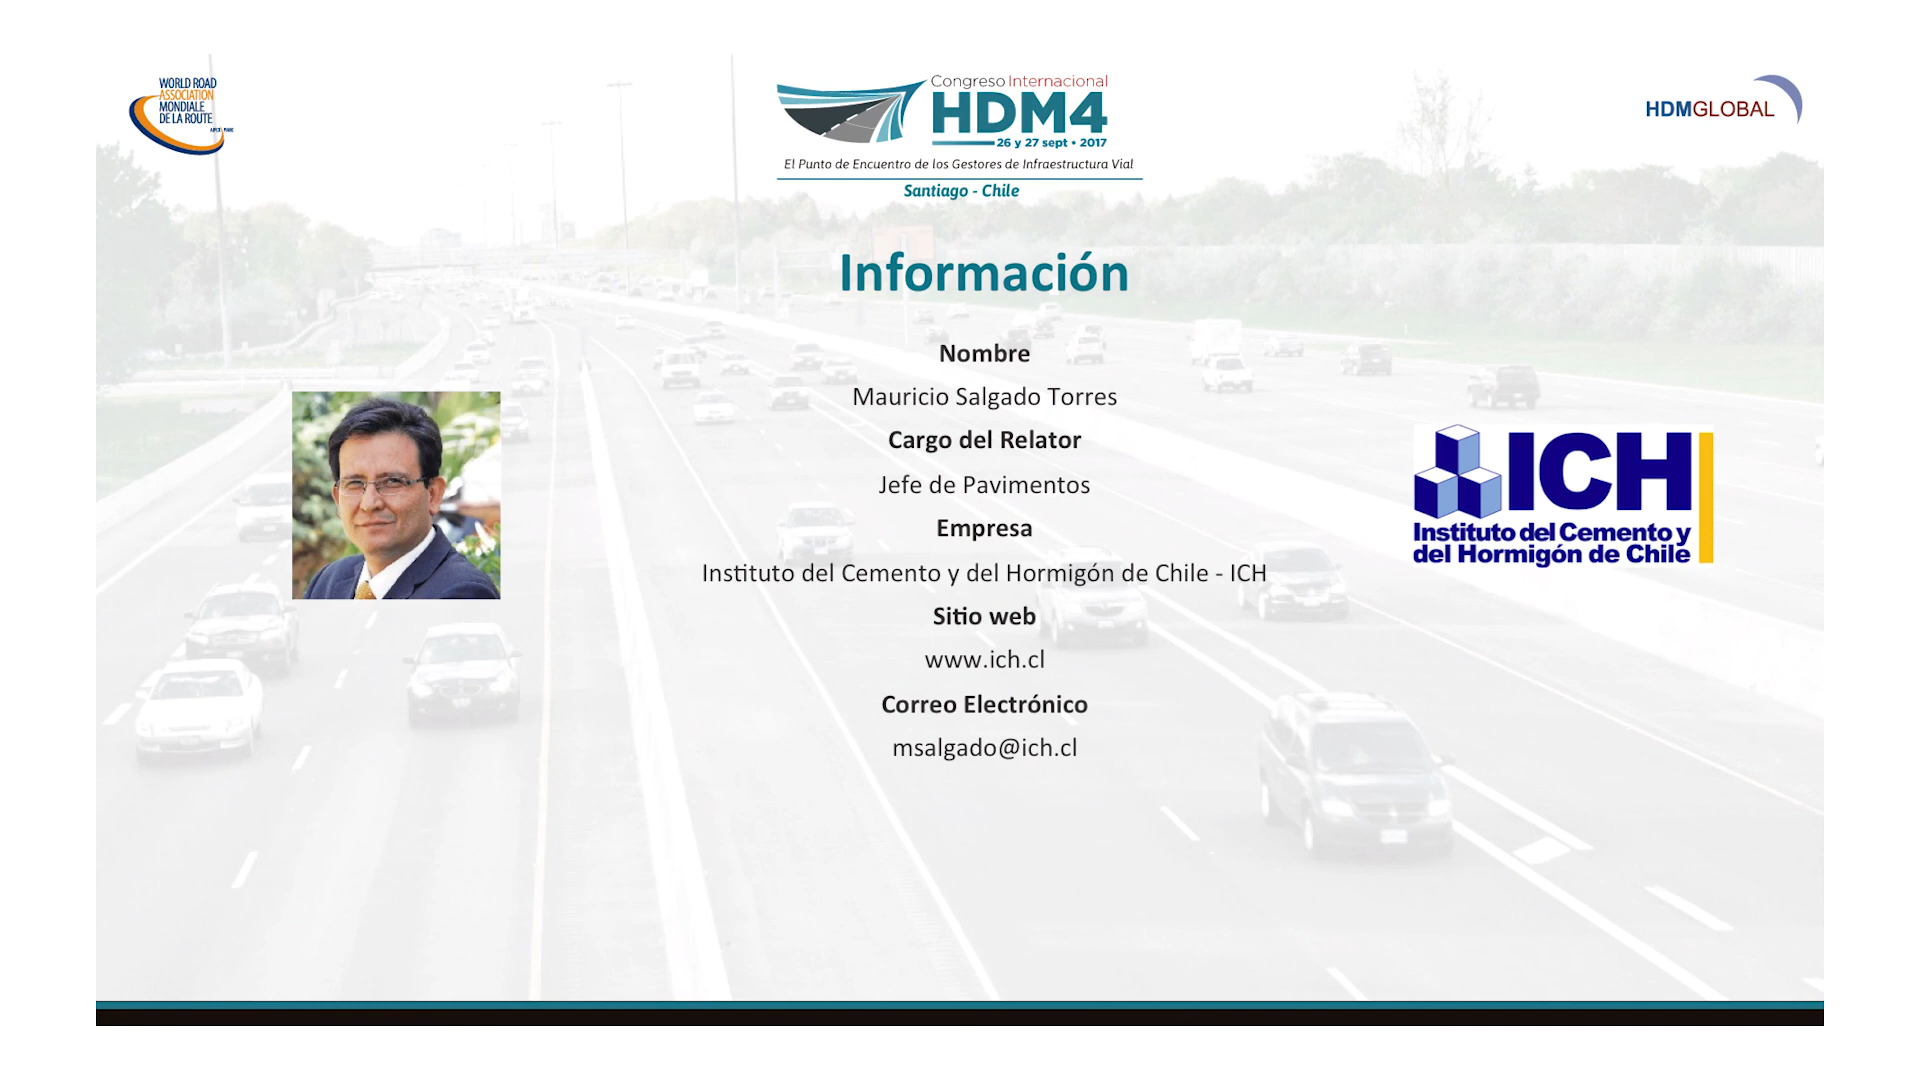 WORLD ROAD
ASSOCIATION
MONDIALE
DE LA ROUTE
AIPCR PIARC
Congreso Internacional
HDM4
26 y 27 sept • 2017
El Punto de Encuentro de los Gestores de Infraestructura Vial
Santiago - Chile
HDMGLOBAL
Información
Nombre
Mauricio Salgado Torres
Cargo del Relator
Jefe de Pavimentos
Empresa
Instituto del Cemento y del Hormigón de Chile - ICH
Sitio web
www.ich.cl
Correo Electrónico
msalgado@ich.cl
ICH
Instituto del Cemento y
del Hormigón de Chile